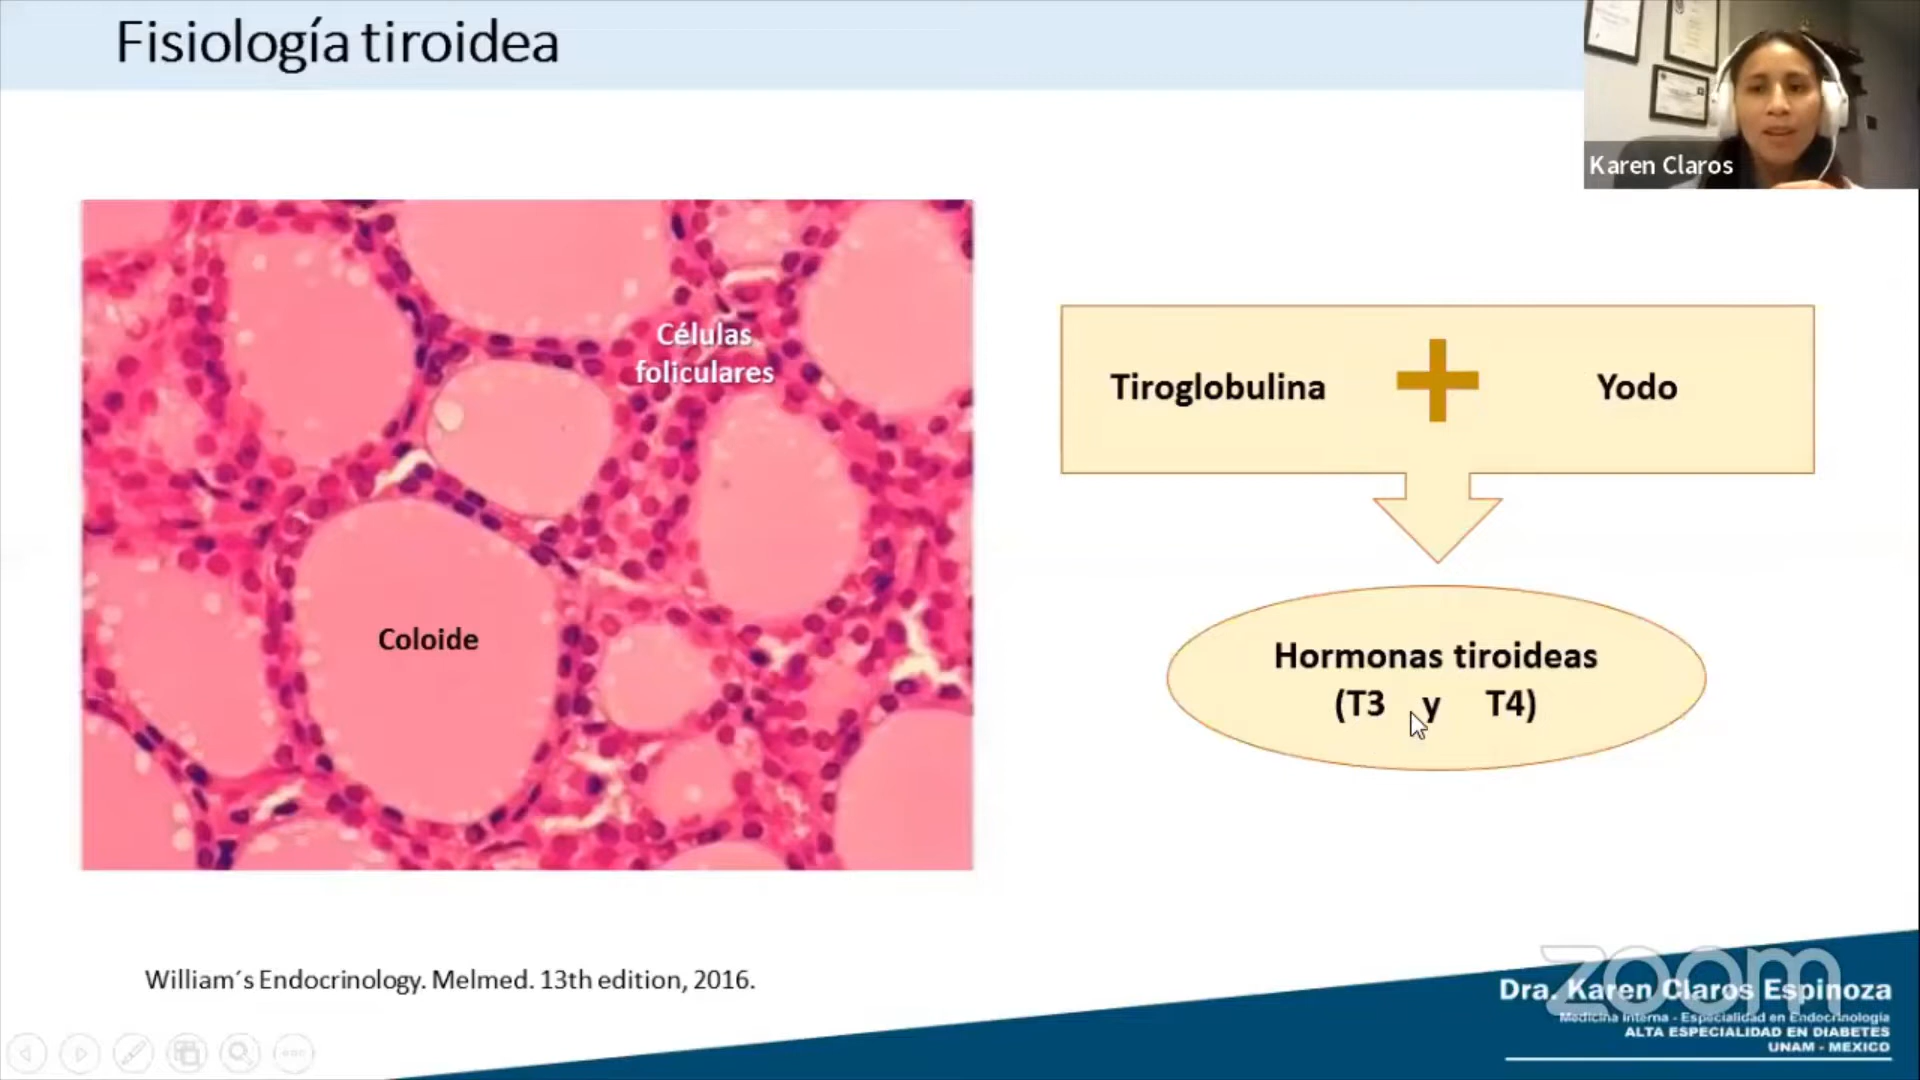 Fisiología tiroidea
Karen Claros
Células
foliculares
Coloide
Tiroglobulina
Yodo
Hormonas tiroideas
(T3 y T4)
William´s Endocrinology. Melmed. 13th edition, 2016.
zoom
Dra. Karen Claros Espinoza
Medicina Interna - Especialidad en Endocrinología
ALTA ESPECIALIDAD EN DIABETES
UNAM - MEXICO